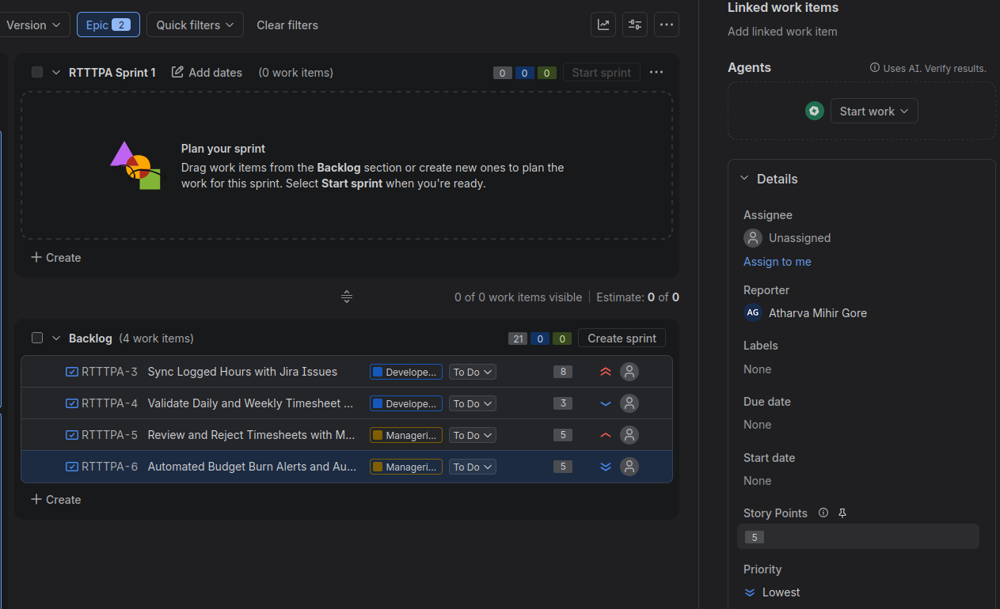 Version
Epic 2
Quick filters
Clear filters
RTTTPA Sprint 1 Add dates (0 work items) 0 0 0 Start sprint
Plan your sprint
Drag work items from the Backlog section or create new ones to plan the
work for this sprint. Select Start sprint when you're ready.
Create
0 of 0 work items visible Estimate: 0 of 0
Backlog (4 work items) 21 0 0 Create sprint
RTTTPA-3 Sync Logged Hours with Jira Issues Develope... To Do 8
RTTTPA-4 Validate Daily and Weekly Timesheet ... Develope... To Do 3
RTTTPA-5 Review and Reject Timesheets with M... Manageri... To Do 5
RTTTPA-6 Automated Budget Burn Alerts and Au... Manageri... To Do 5
Create
Linked work items
Add linked work item
Agents Uses AI. Verify results.
Start work
Details
Assignee
Unassigned
Assign to me
Reporter
AG Atharva Mihir Gore
Labels
None
Due date
None
Start date
None
Story Points
5
Priority
Lowest